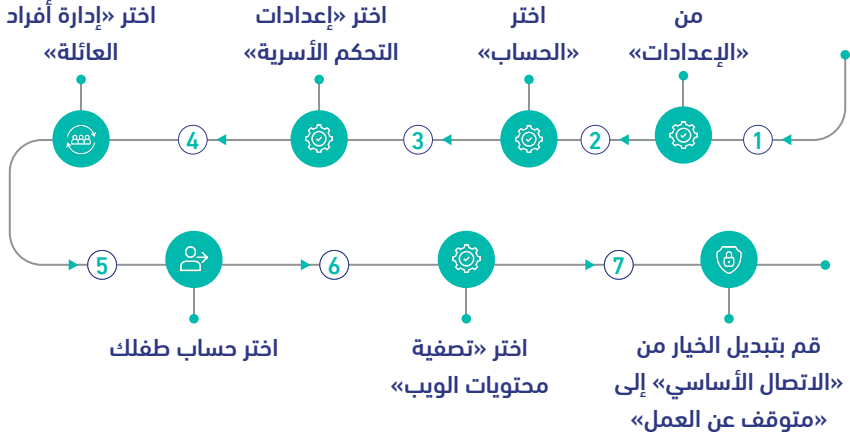 1
من
«الإعدادات»
2
اختر
«الحساب»
3
اختر «إعدادات
التحكم الأسرية»
4
اختر «إدارة أفراد
العائلة»
5
اختر حساب طفلك
6
اختر «تصفية
محتويات الويب»
7
قم بتبديل الخيار من
«الاتصال الأساسي» إلى
«متوقف عن العمل»